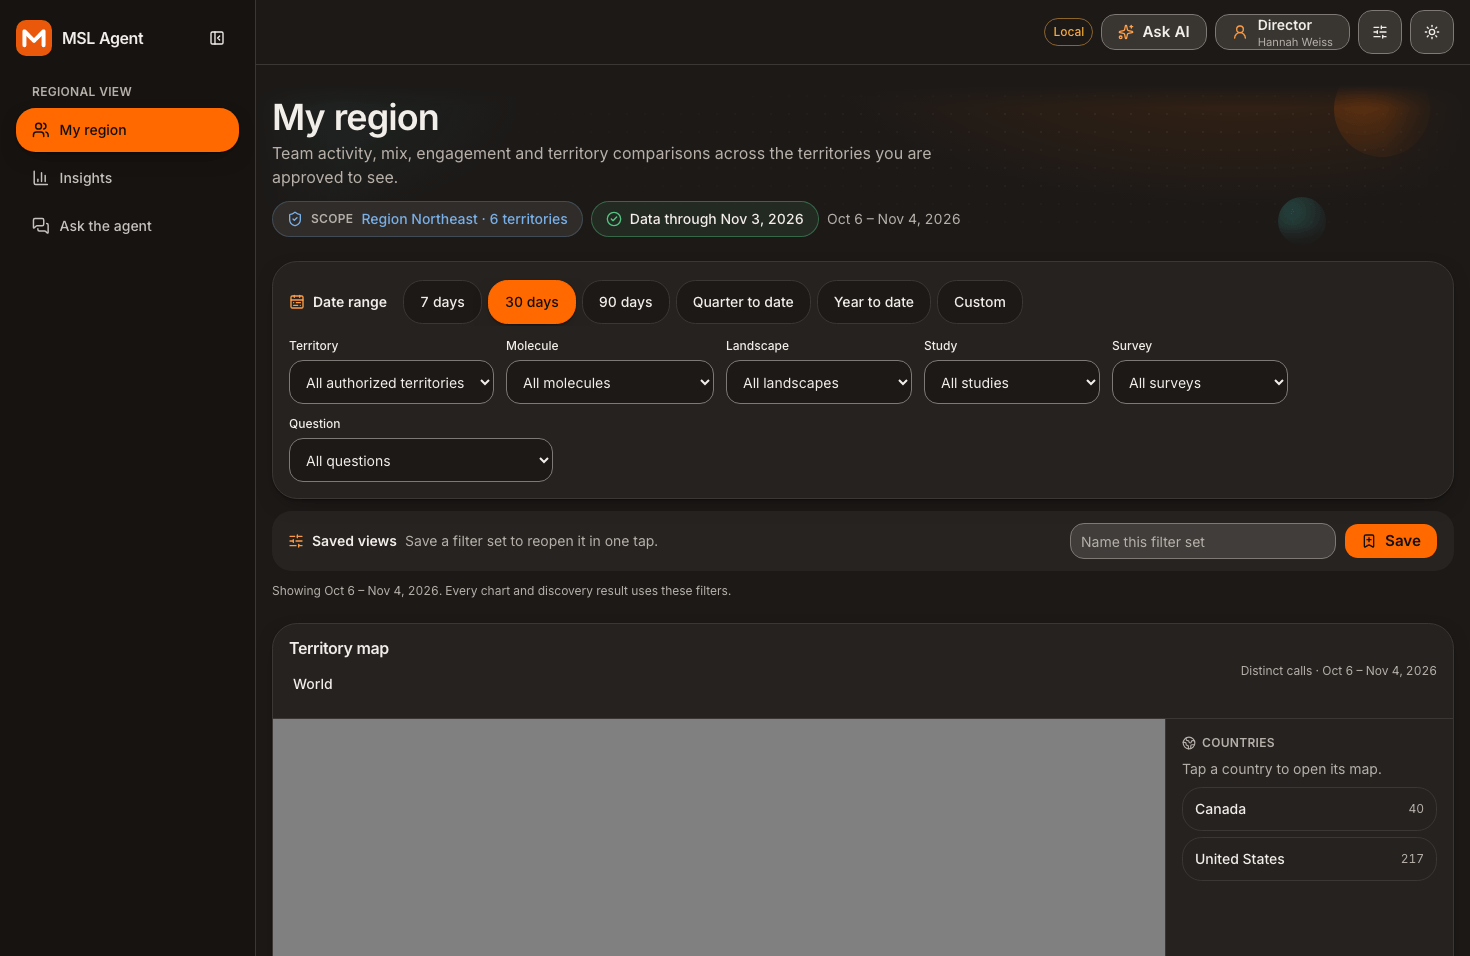 MSL Agent
REGIONAL VIEW
My region
Insights
Ask the agent
Local
Ask AI
Director
Hannah Weiss
My region
Team activity, mix, engagement and territory comparisons across the territories you are
approved to see.
SCOPE Region Northeast · 6 territories
Data through Nov 3, 2026
Oct 6 – Nov 4, 2026
Date range
7 days
30 days
90 days
Quarter to date
Year to date
Custom
Territory
All authorized territories
Molecule
All molecules
Landscape
All landscapes
Study
All studies
Survey
All surveys
Question
All questions
Saved views Save a filter set to reopen it in one tap.
Name this filter set
Save
Showing Oct 6 – Nov 4, 2026. Every chart and discovery result uses these filters.
Territory map
World
Distinct calls · Oct 6 – Nov 4, 2026
COUNTRIES
Tap a country to open its map.
Canada 40
United States 217